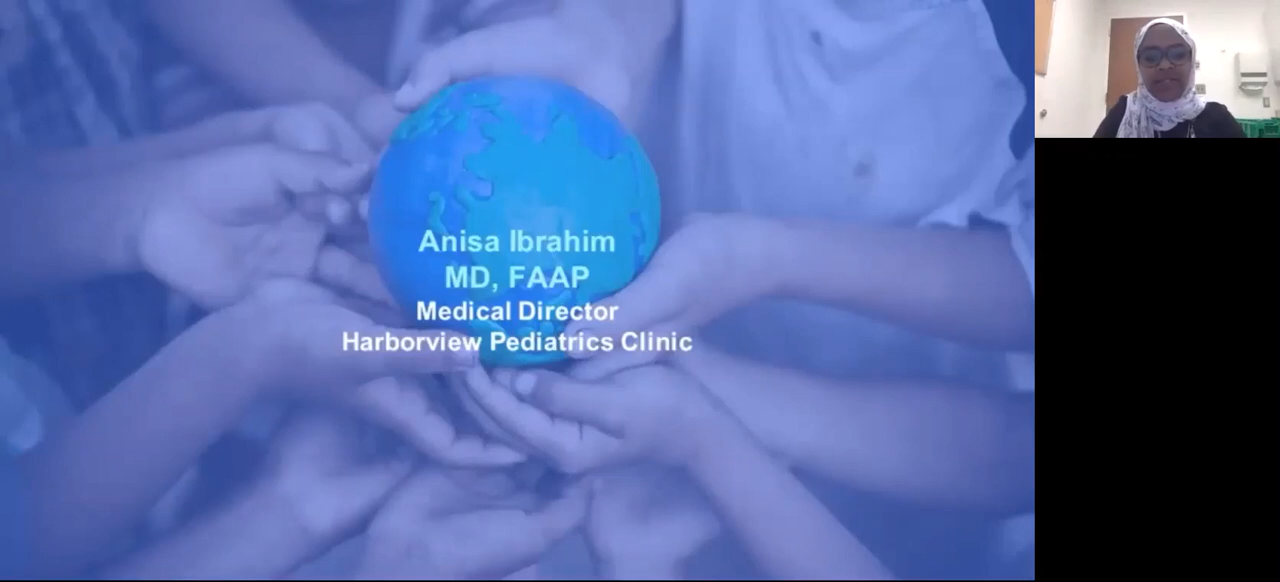 Anisa Ibrahim
MD, FAAP
Medical Director
Harborview Pediatrics Clinic